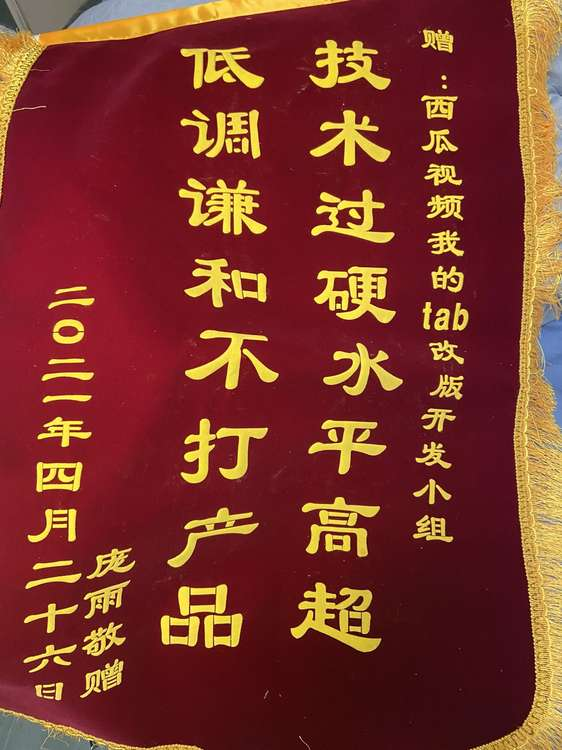 赠：西瓜视频我的tab改版开发小组
技术过硬水平高超
低调谦和不打产品
庞雨敬赠
二〇二一年四月二十六日